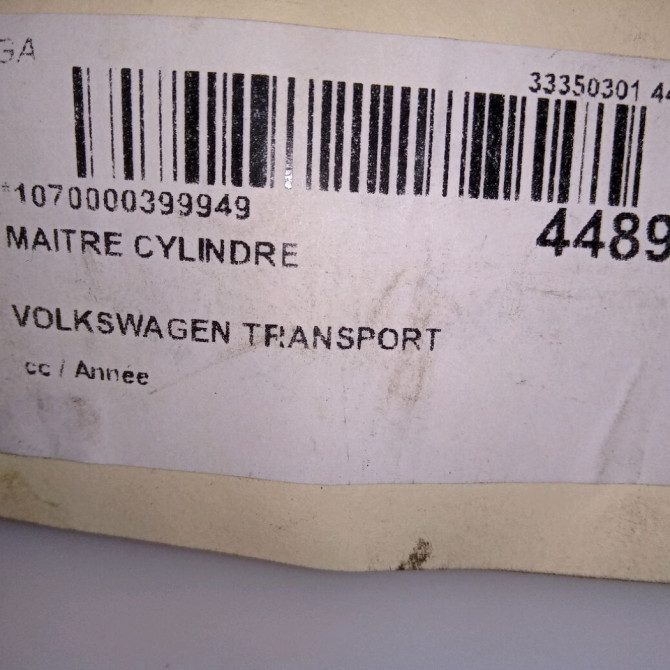 GA
33350301 44
*1070000399949
4489
MAITRE CYLINDRE
VOLKSWAGEN TRANSPORT
cc / Année